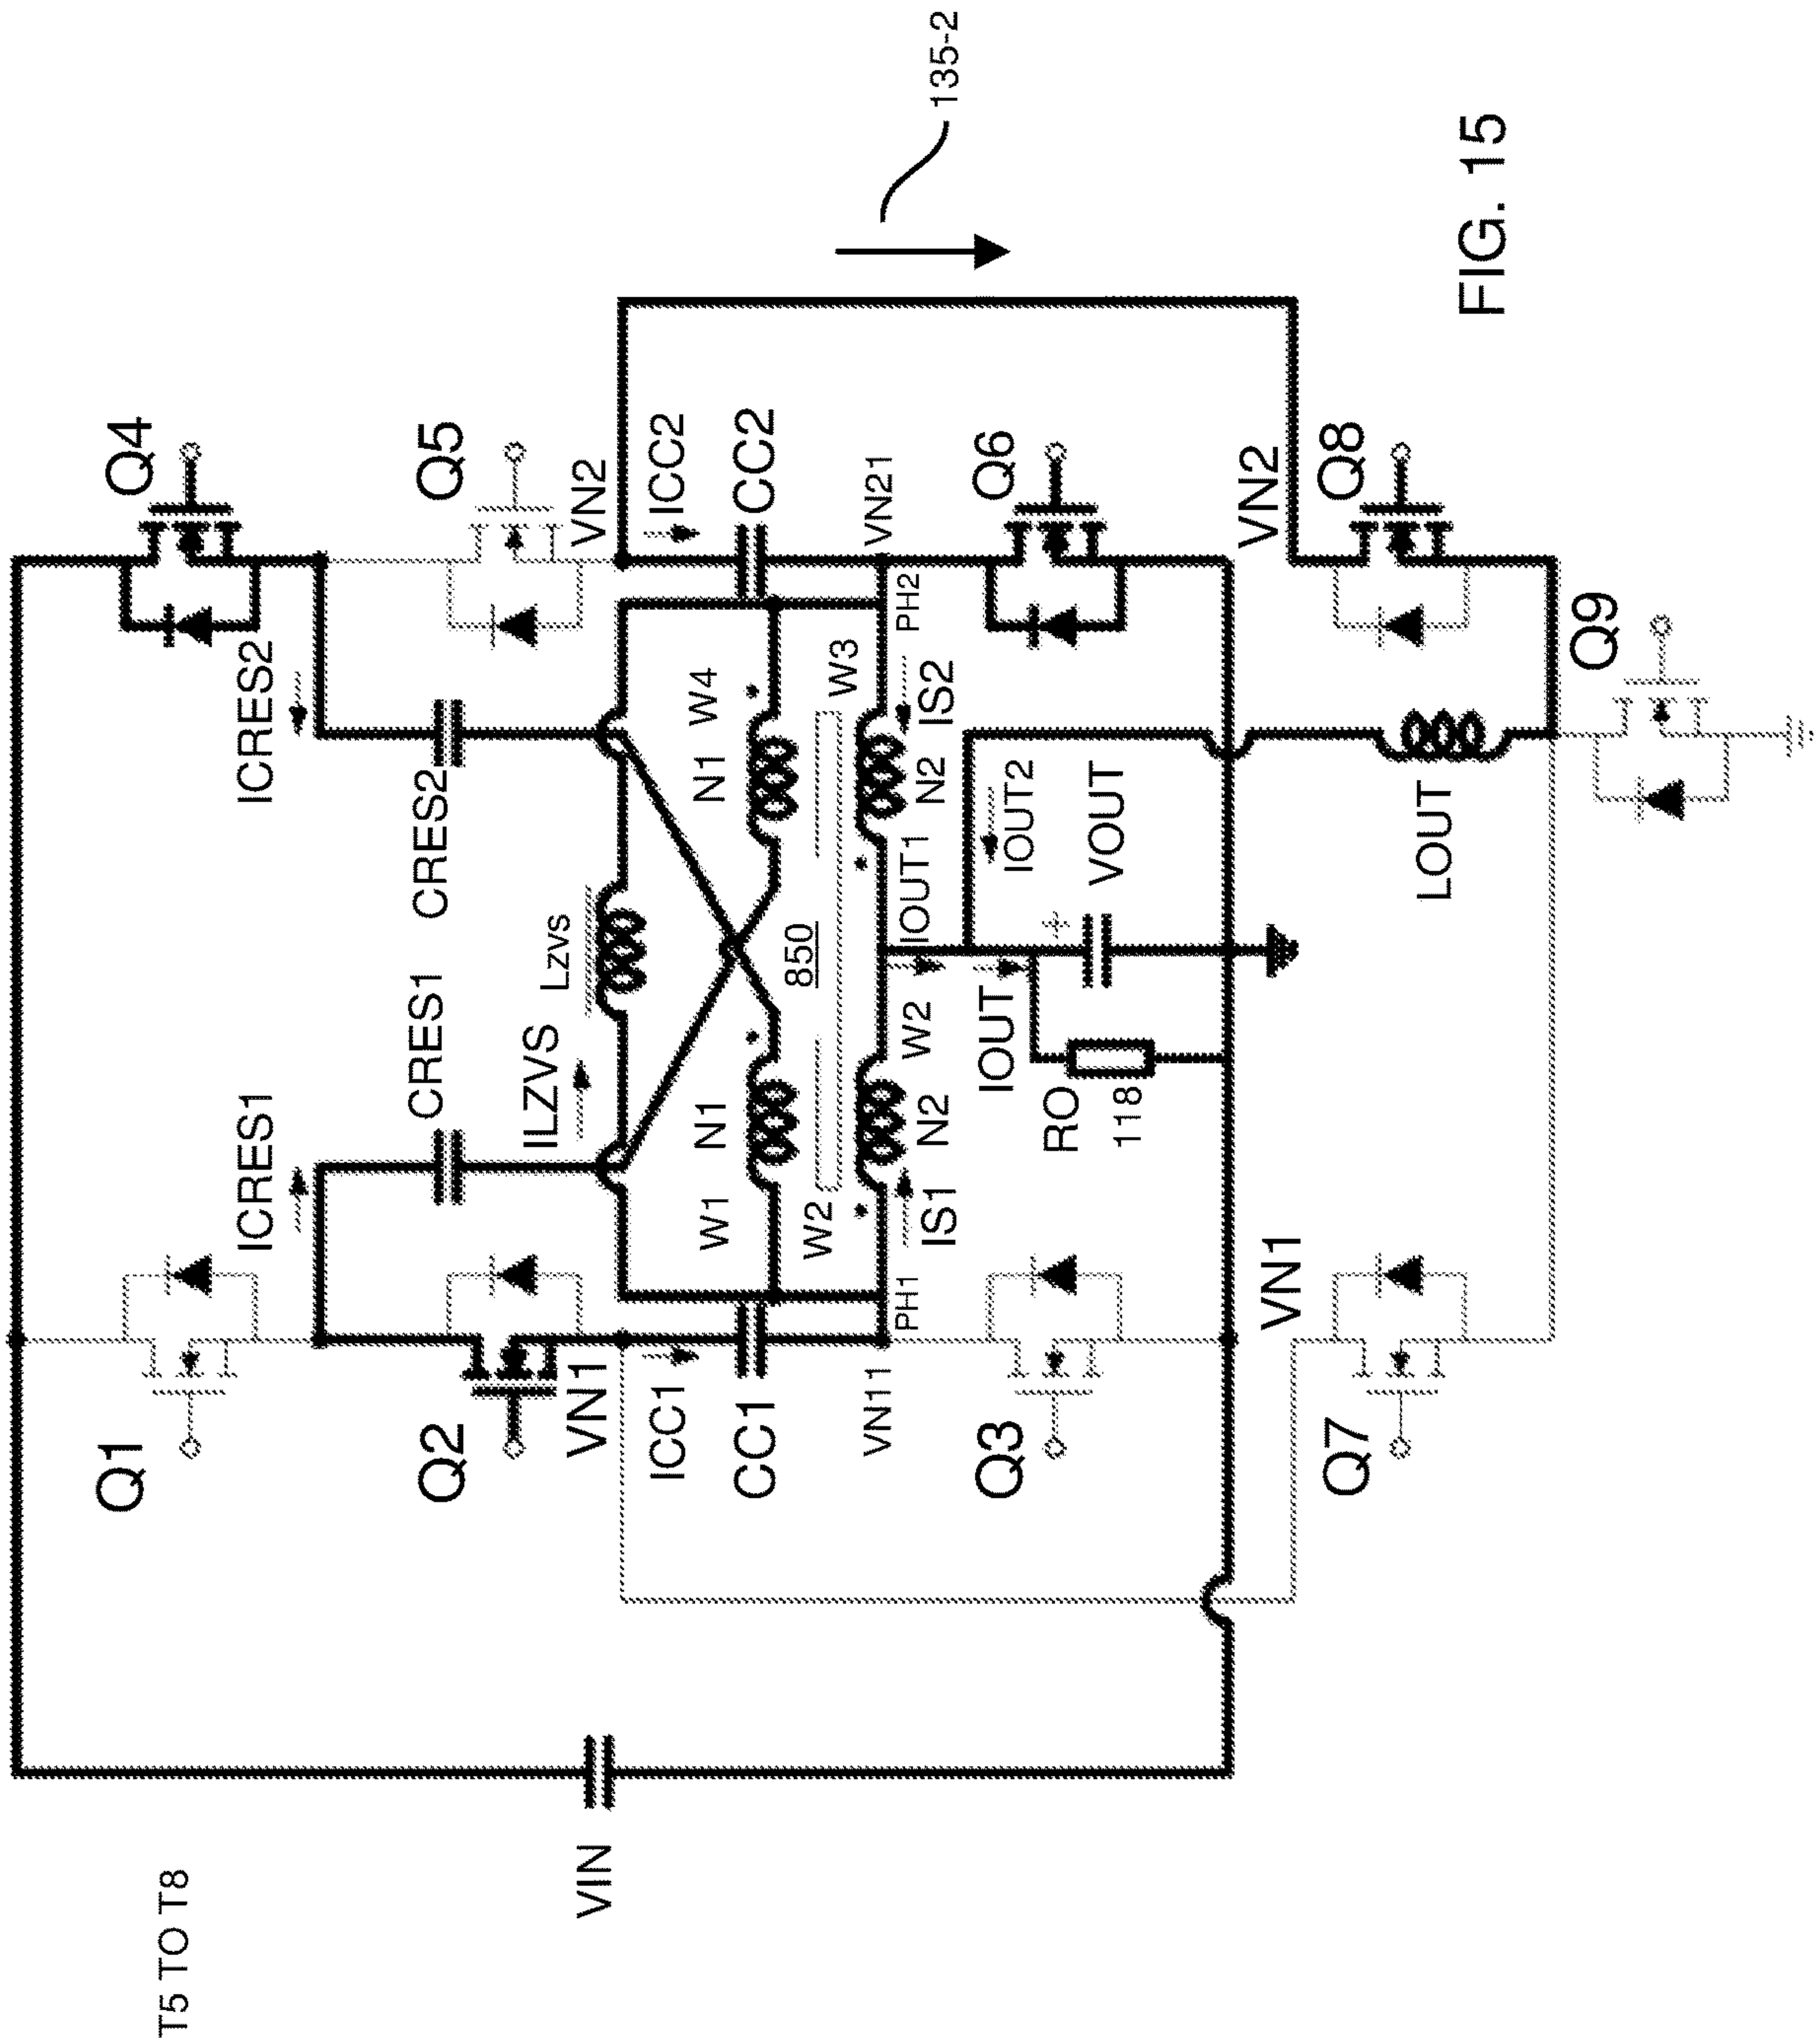 T5 TO T8
VIN
Q1
Q2
VN1
ICRES1
CRES1
ILZVS
Lzvs
CRES2
ICRES2
Q4
Q5
VN2
ICC1
CC1
VN11
PH1
W1
N1
W2
IS1
N2
W2
850
N1
W4
W3
IOUT1
N2
IS2
PH2
VN21
ICC2
CC2
Q3
IOUT
RO
118
+
VOUT
IOUT2
Q6
VN1
Q7
LOUT
VN2
Q8
Q9
135-2
FIG. 15